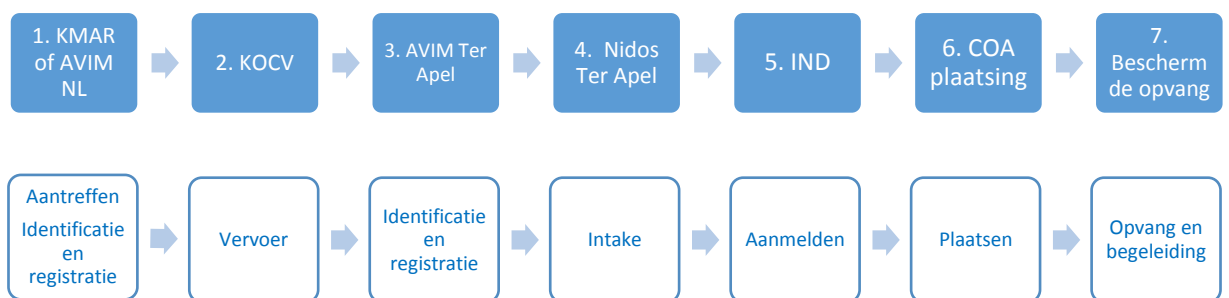 1. KMAR
of AVIM
NL
2. KOCV
3. AVIM Ter
Apel
4. Nidos
Ter Apel
5. IND
6. COA
plaatsing
7.
Bescherm
de opvang
Aantreffen
Identificatie
en
registratie
Vervoer
Identificatie
en
registratie
Intake
Aanmelden
Plaatsen
Opvang en
begeleiding